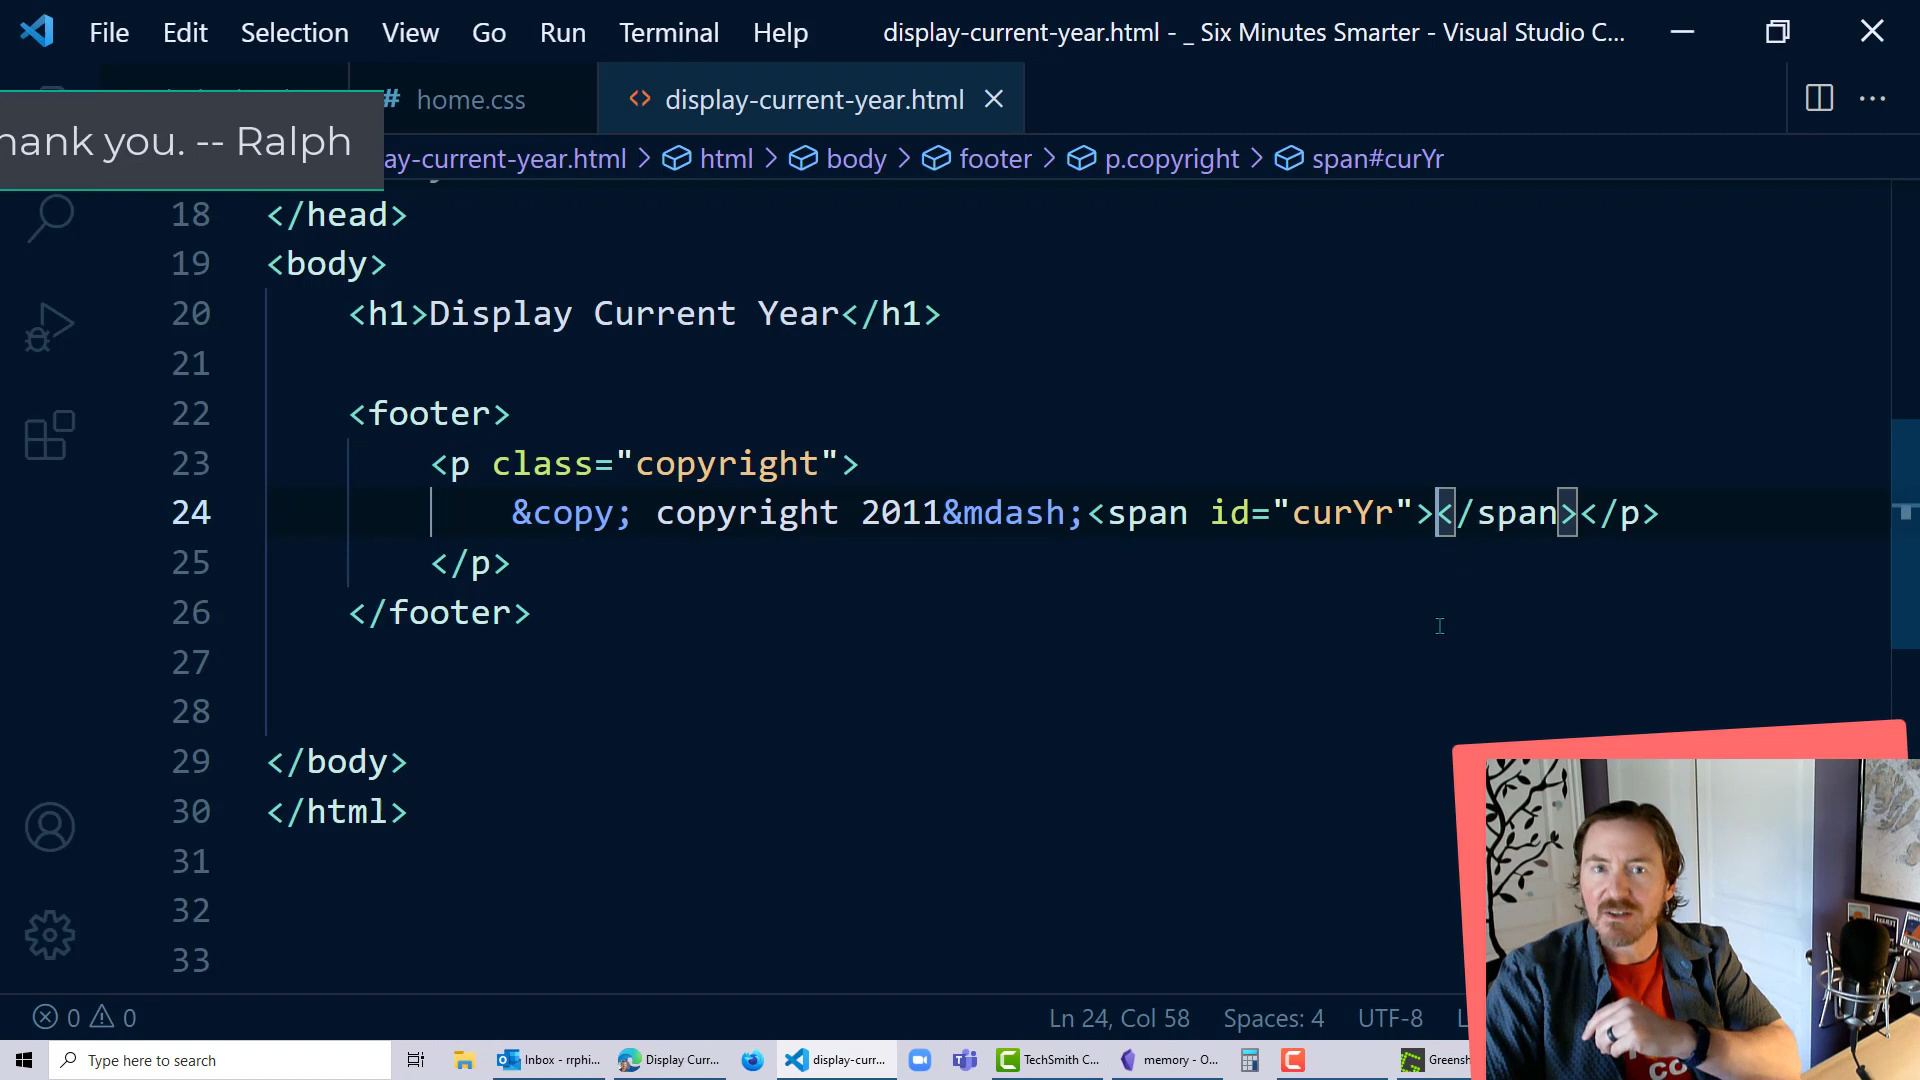 File Edit Selection View Go Run Terminal Help display-current-year.html - _ Six Minutes Smarter - Visual Studio C...
# home.css <> display-current-year.html
hank you. -- Ralph
ay-current-year.html > html > body > footer > p.copyright > span#curYr
18 </head>
19 <body>
20 <h1>Display Current Year</h1>
21
22 <footer>
23 <p class="copyright">
24 &copy; copyright 2011&mdash;<span id="curYr"></span></p>
25 </p>
26 </footer>
27
28
29 </body>
30 </html>
31
32
33
0 0 Ln 24, Col 58 Spaces: 4 UTF-8
Type here to search Inbox - rrphi... Display Curr... display-curr... TechSmith C... memory - O... Greensh